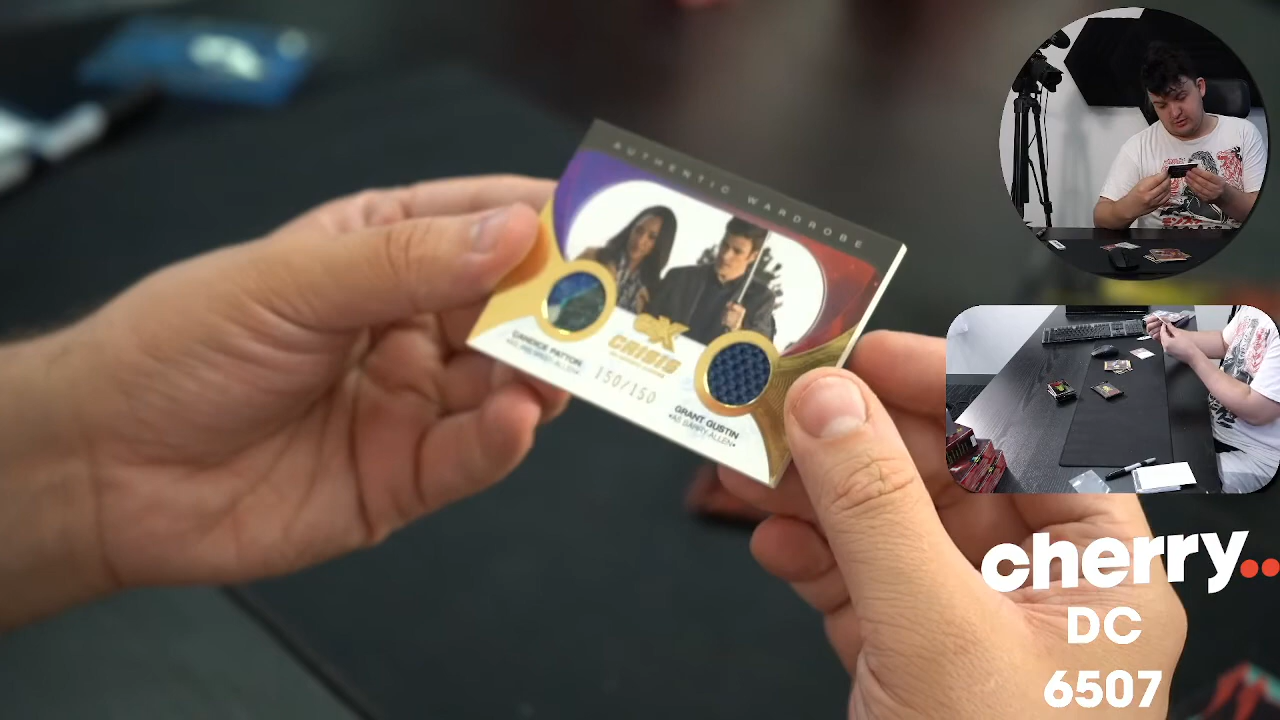 AUTHENTIC WARDROBE
CRISIS
CANDICE PATTON
150/150
GRANT GUSTIN
•AS BARRY ALLEN•
cherry..
DC
6507